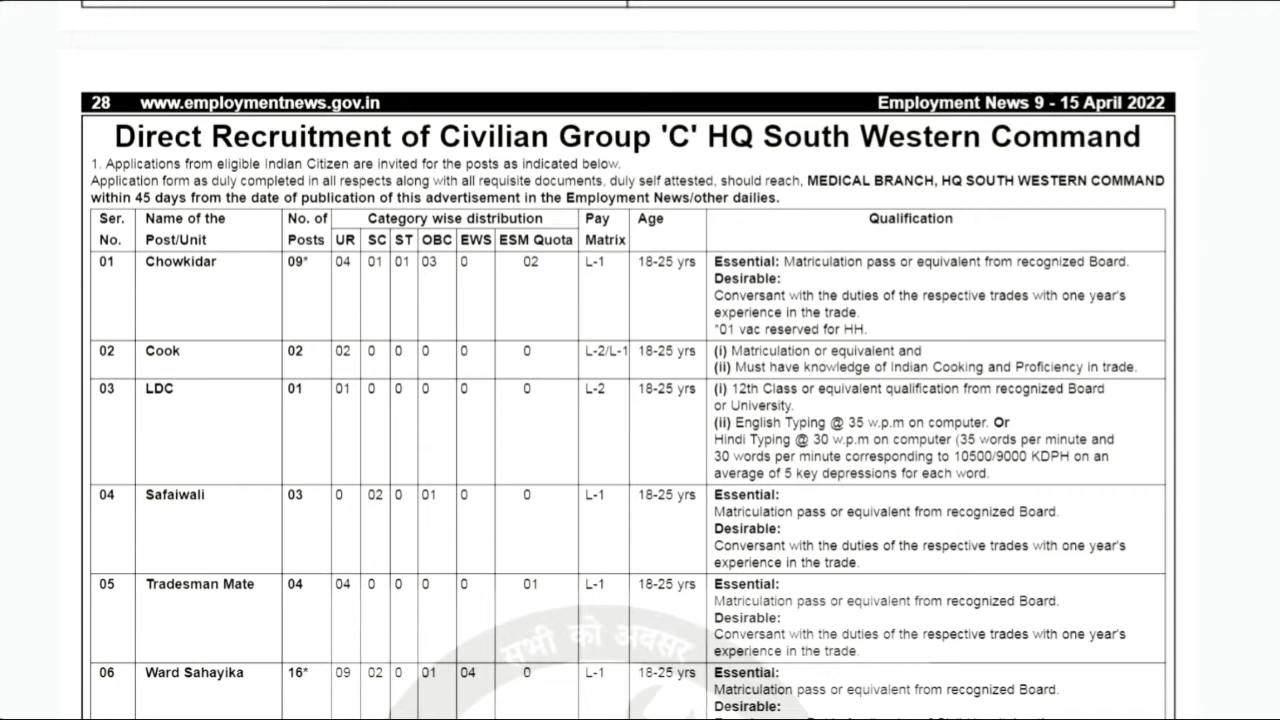 28 www.employmentnews.gov.in Employment News 9 - 15 April 2022
Direct Recruitment of Civilian Group 'C' HQ South Western Command
1. Applications from eligible Indian Citizen are invited for the posts as indicated below.
Application form as duly completed in all respects along with all requisite documents, duly self attested, should reach, MEDICAL BRANCH, HQ SOUTH WESTERN COMMAND
within 45 days from the date of publication of this advertisement in the Employment News/other dailies.
Ser. Name of the No. of Category wise distribution Pay Age Qualification
No. Post/Unit Posts UR SC ST OBC EWS ESM Quota Matrix
01 Chowkidar 09* 04 01 01 03 0 02 L-1 18-25 yrs Essential: Matriculation pass or equivalent from recognized Board.
Desirable:
Conversant with the duties of the respective trades with one year's
experience in the trade.
*01 vac reserved for HH.
02 Cook 02 02 0 0 0 0 0 L-2/L-1 18-25 yrs (i) Matriculation or equivalent and
(ii) Must have knowledge of Indian Cooking and Proficiency in trade.
03 LDC 01 01 0 0 0 0 0 L-2 18-25 yrs (i) 12th Class or equivalent qualification from recognized Board
or University.
(ii) English Typing @ 35 w.p.m on computer. Or
Hindi Typing @ 30 w.p.m on computer (35 words per minute and
30 words per minute corresponding to 10500/9000 KDPH on an
average of 5 key depressions for each word.
04 Safaiwali 03 0 02 0 01 0 0 L-1 18-25 yrs Essential:
Matriculation pass or equivalent from recognized Board.
Desirable:
Conversant with the duties of the respective trades with one year's
experience in the trade.
05 Tradesman Mate 04 04 0 0 0 0 01 L-1 18-25 yrs Essential:
Matriculation pass or equivalent from recognized Board.
Desirable:
Conversant with the duties of the respective trades with one year's
experience in the trade.
सभी को अवसर
06 Ward Sahayika 16* 09 02 0 01 04 0 L-1 18-25 yrs Essential:
Matriculation pass or equivalent from recognized Board.
Desirable: